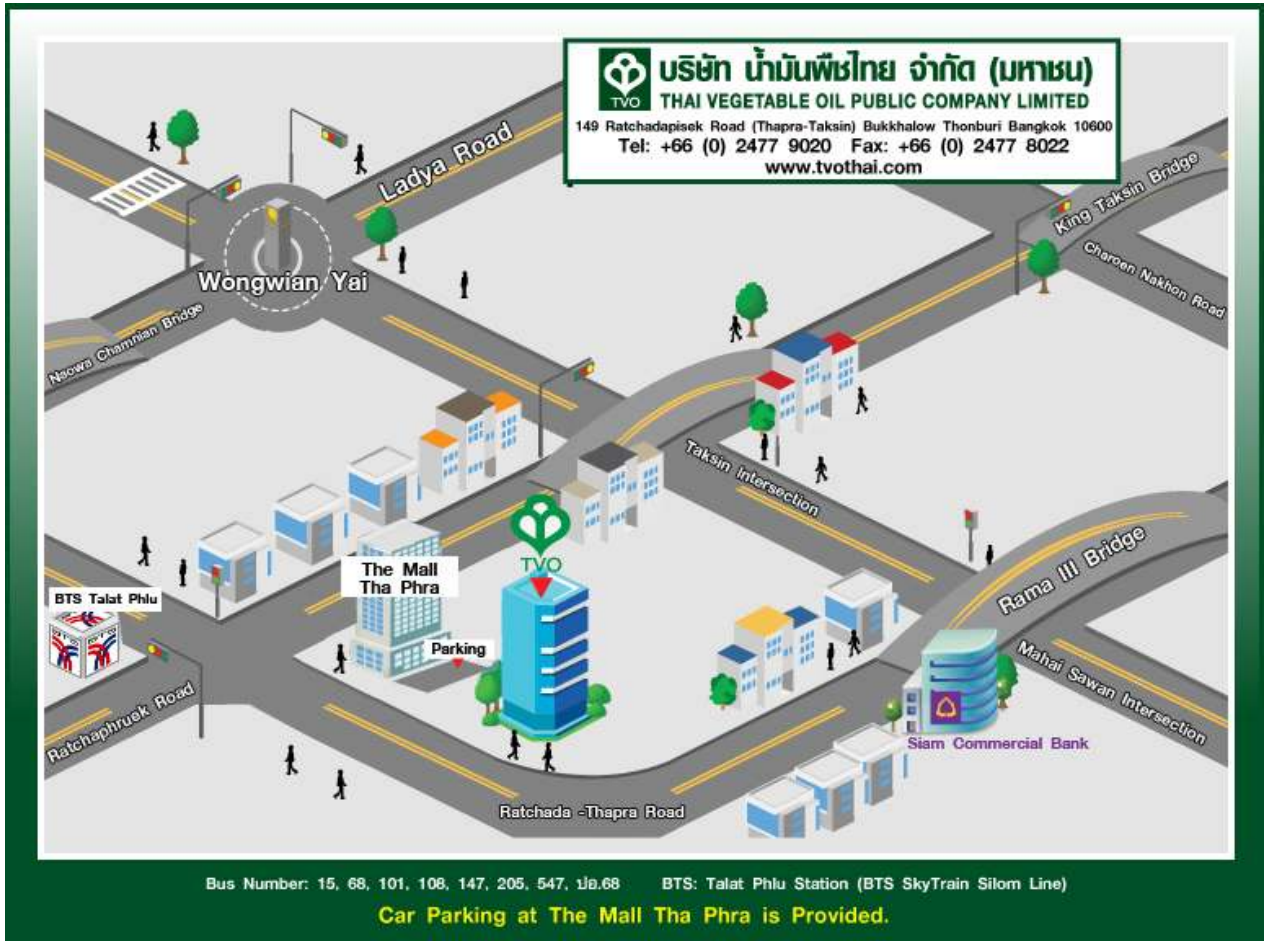 TVO
บริษัท น้ำมันพืชไทย จำกัด (มหาชน)
THAI VEGETABLE OIL PUBLIC COMPANY LIMITED
149 Ratchadapisek Road (Thapra-Taksin) Bukkhalow Thonburi Bangkok 10600
Tel: +66 (0) 2477 9020 Fax: +66 (0) 2477 8022
www.tvothai.com
Ladya Road
King Taksin Bridge
Charoen Nakhon Road
Wongwian Yai
Naowa Chamnian Bridge
Taksin Intersection
TVO
The Mall
Tha Phra
Rama III Bridge
BTS Talat Phlu
Parking
Mahai Sawan Intersection
Ratchaphruek Road
Siam Commercial Bank
Ratchada -Thapra Road
Bus Number: 15, 68, 101, 108, 147, 205, 547, ปอ.68 BTS: Talat Phlu Station (BTS SkyTrain Silom Line)
Car Parking at The Mall Tha Phra is Provided.